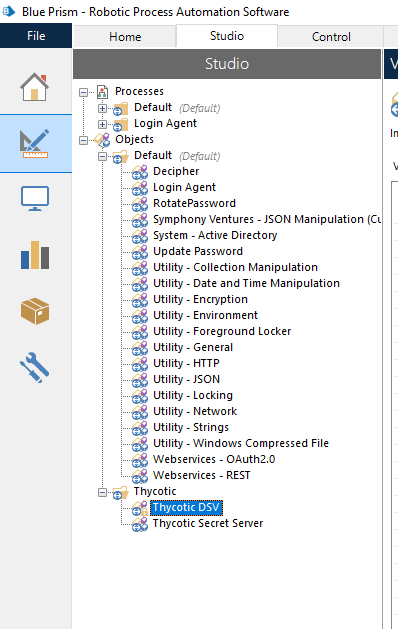 Blue Prism - Robotic Process Automation Software
File
Home
Studio
Control
Studio
Processes
Default (Default)
Login Agent
Objects
Default (Default)
Decipher
Login Agent
RotatePassword
Symphony Ventures - JSON Manipulation (Cu
System - Active Directory
Update Password
Utility - Collection Manipulation
Utility - Date and Time Manipulation
Utility - Encryption
Utility - Environment
Utility - Foreground Locker
Utility - General
Utility - HTTP
Utility - JSON
Utility - Locking
Utility - Network
Utility - Strings
Utility - Windows Compressed File
Webservices - OAuth2.0
Webservices - REST
Thycotic
Thycotic DSV
Thycotic Secret Server